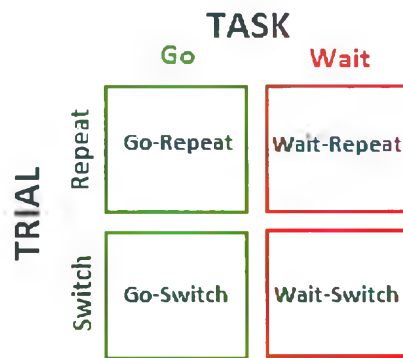 TASK
Go Wait
TRIAL
Repeat
Go-Repeat Wait-Repeat
Switch
Go-Switch Wait-Switch